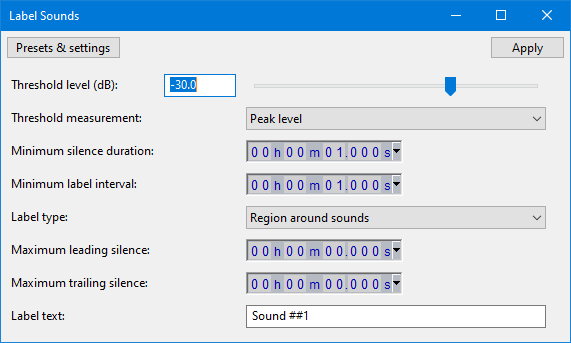 Label Sounds
Presets & settings Apply
Threshold level (dB): -30.0
Threshold measurement: Peak level
Minimum silence duration: 00h00m01.000s
Minimum label interval: 00h00m01.000s
Label type: Region around sounds
Maximum leading silence: 00h00m00.000s
Maximum trailing silence: 00h00m00.000s
Label text: Sound ##1